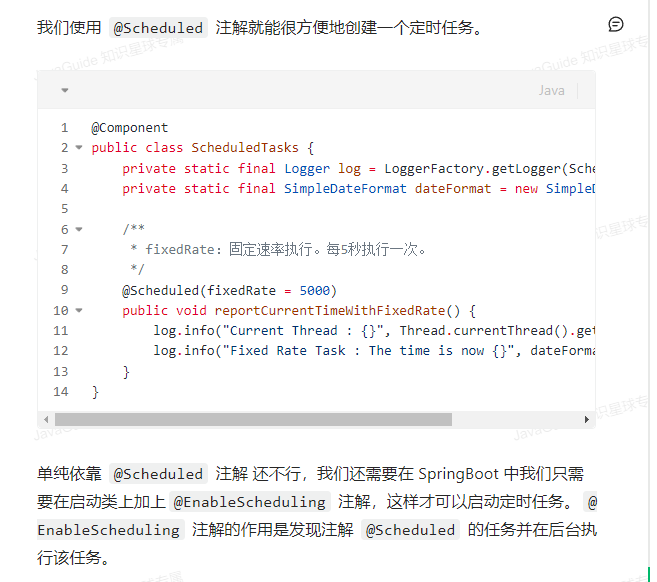 我们使用 @Scheduled 注解就能很方便地创建一个定时任务。
JavaGuide 知识星球专属
Java
1 @Component
2 public class ScheduledTasks {
3 private static final Logger log = LoggerFactory.getLogger(Sche
4 private static final SimpleDateFormat dateFormat = new SimpleD
5
6 /**
7 * fixedRate：固定速率执行。每5秒执行一次。
8 */
9 @Scheduled(fixedRate = 5000)
10 public void reportCurrentTimeWithFixedRate() {
11 log.info("Current Thread : {}", Thread.currentThread().get
12 log.info("Fixed Rate Task : The time is now {}", dateForma
13 }
14 }
单纯依靠 @Scheduled 注解 还不行，我们还需要在 SpringBoot 中我们只需
要在启动类上加上 @EnableScheduling 注解，这样才可以启动定时任务。 @
EnableScheduling 注解的作用是发现注解 @Scheduled 的任务并在后台执
行该任务。